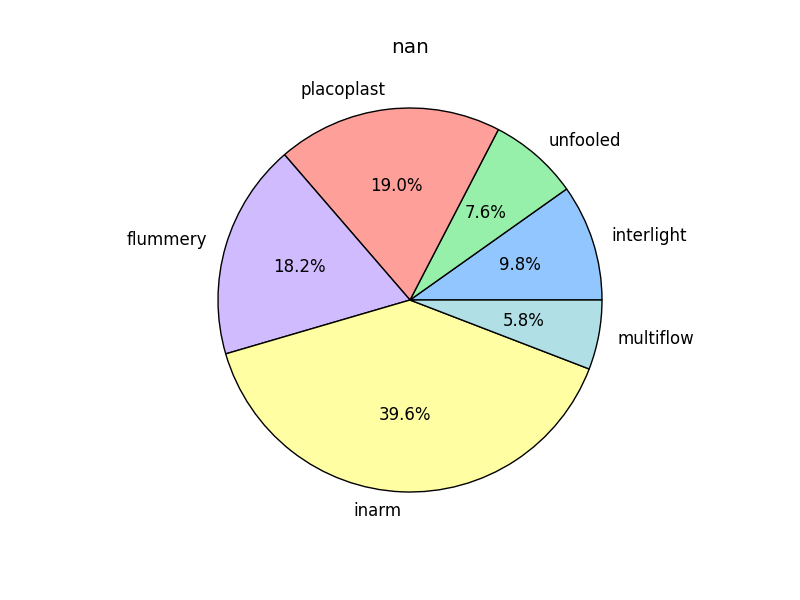 nan
placoplast
unfooled
19.0%
7.6%
interlight
flummery
18.2%
9.8%
5.8%
multiflow
39.6%
inarm